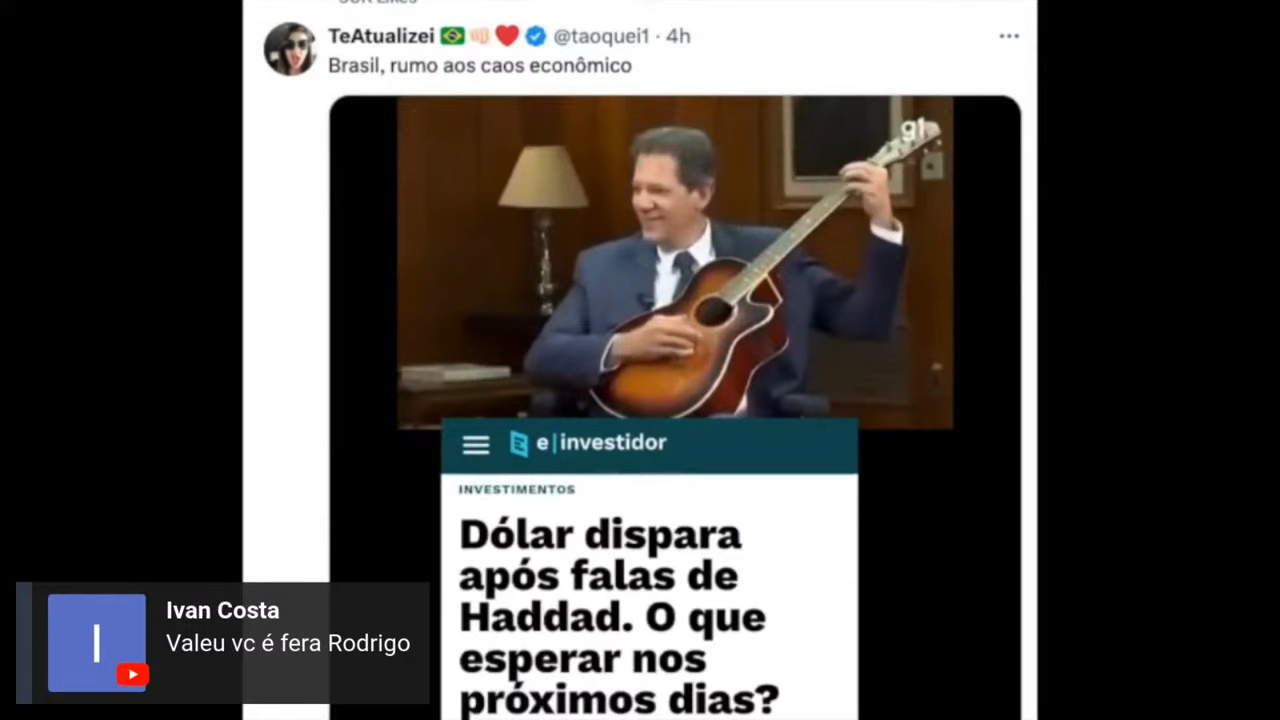 TeAtualizei @taoquei1 · 4h
Brasil, rumo aos caos econômico
g1
e|investidor
INVESTIMENTOS
Dólar dispara
após falas de
Haddad. O que
esperar nos
próximos dias?
I
Ivan Costa
Valeu vc é fera Rodrigo